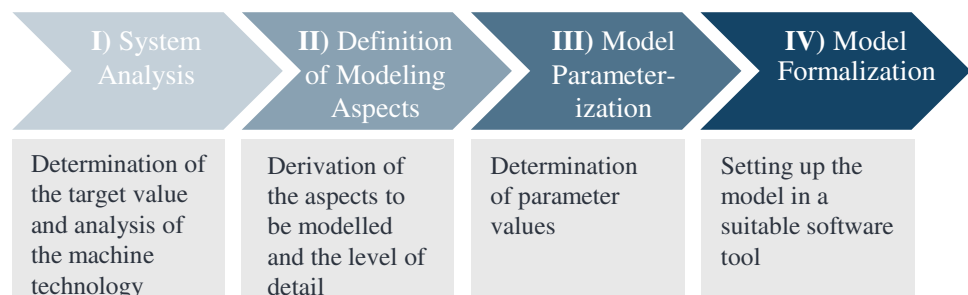 I) System
Analysis
II) Definition
of Modeling
Aspects
III) Model
Parameter-
ization
IV) Model
Formalization
Determination of
the target value
and analysis of
the machine
technology
Derivation of
the aspects to
be modelled
and the level of
detail
Determination
of parameter
values
Setting up the
model in a
suitable software
tool